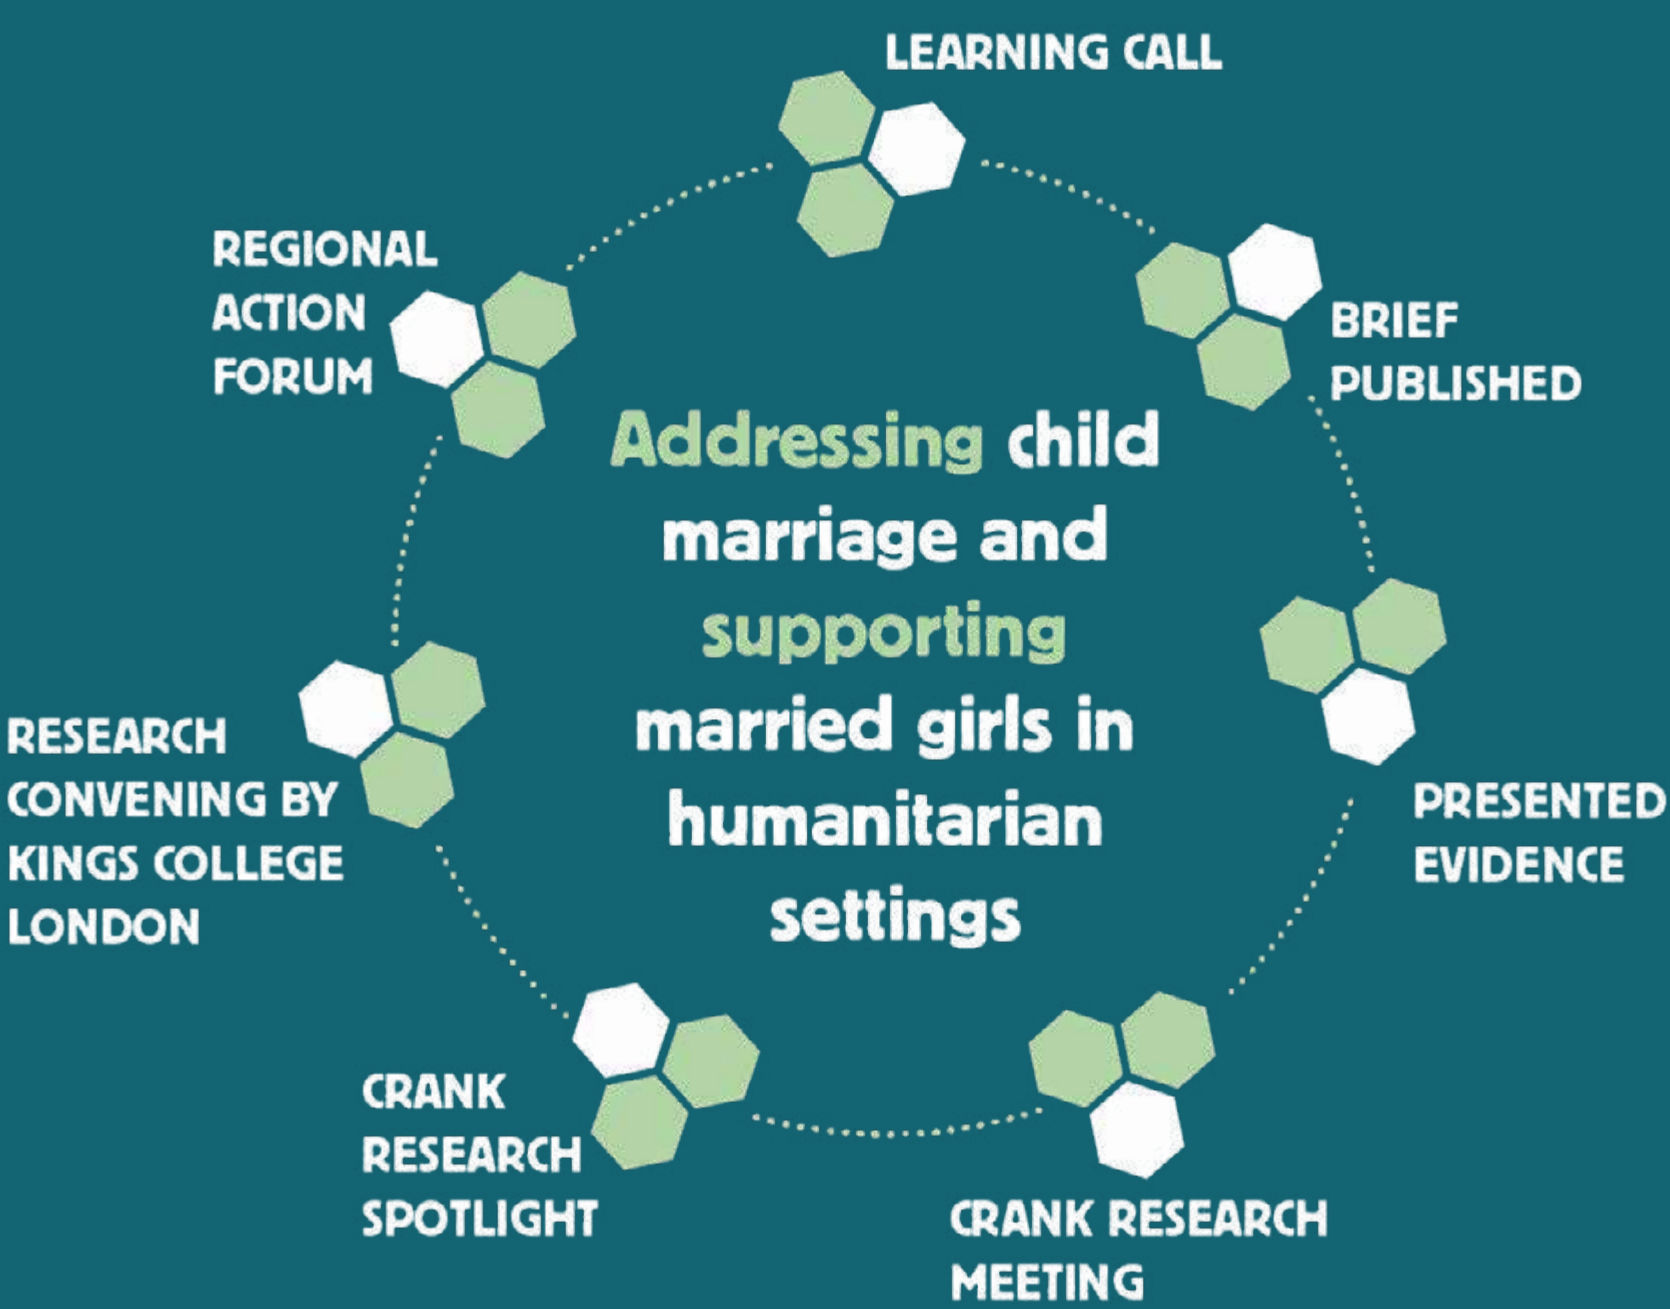 LEARNING CALL
BRIEF
PUBLISHED
PRESENTED
EVIDENCE
CRANK RESEARCH
MEETING
CRANK
RESEARCH
SPOTLIGHT
RESEARCH
CONVENING BY
KINGS COLLEGE
LONDON
REGIONAL
ACTION
FORUM
Addressing child
marriage and
supporting
married girls in
humanitarian
settings